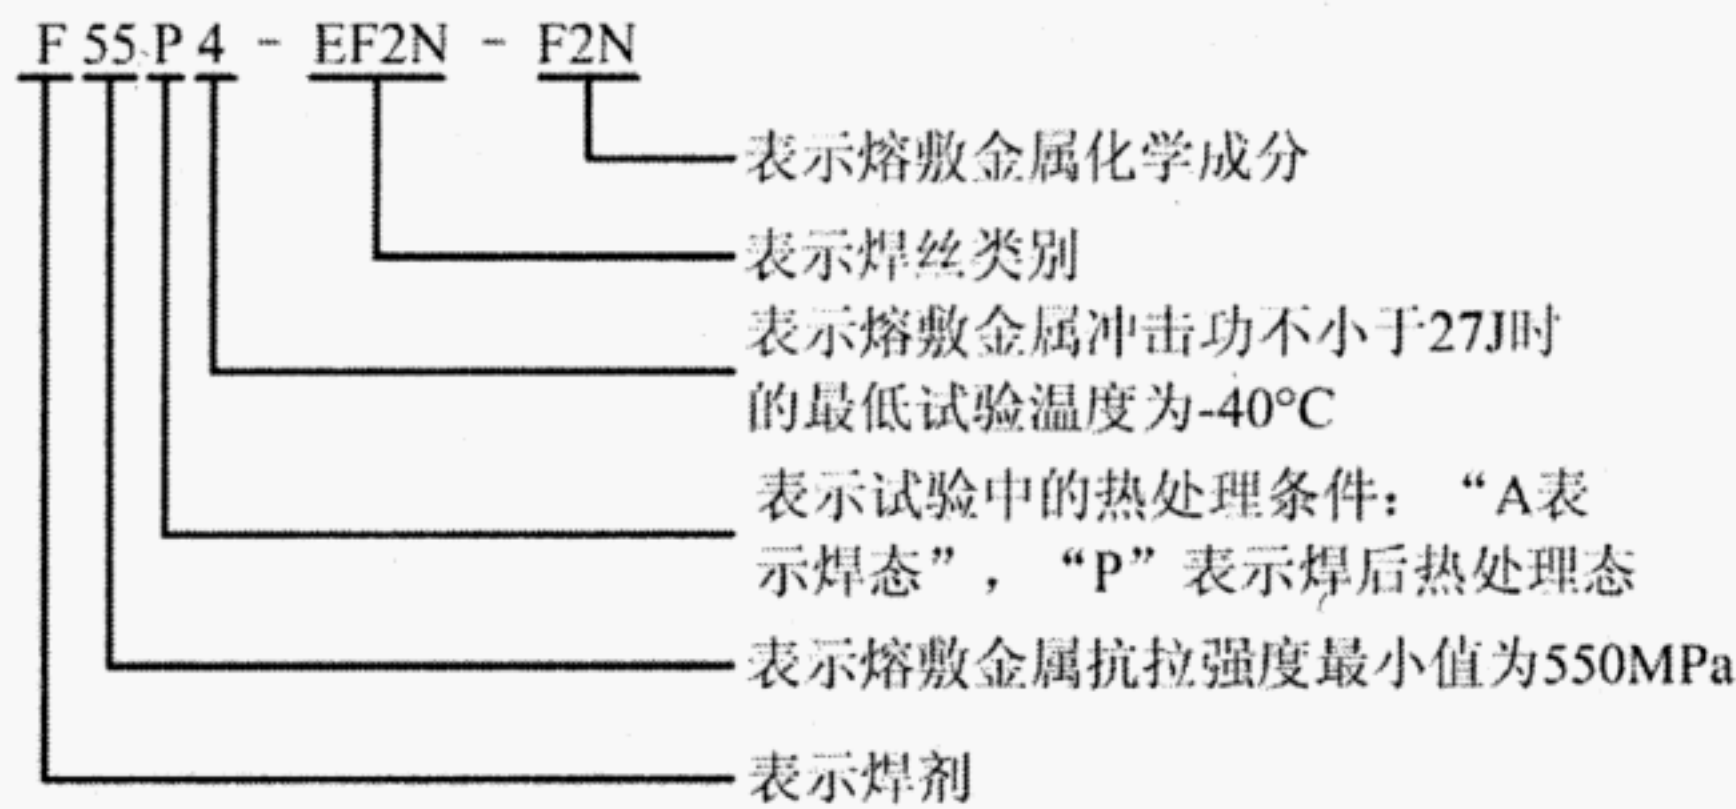 F 55 P 4 - EF2N - F2N
表示熔敷金属化学成分
表示焊丝类别
表示熔敷金属冲击功不小于27J时
的最低试验温度为-40°C
表示试验中的热处理条件：“A表
示焊态”，“P”表示焊后热处理态
表示熔敷金属抗拉强度最小值为550MPa
表示焊剂